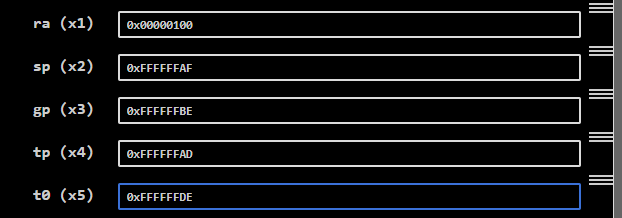 ra (x1) 0x00000100
sp (x2) 0xFFFFFFAF
gp (x3) 0xFFFFFFBE
tp (x4) 0xFFFFFFAD
t0 (x5) 0xFFFFFFDE